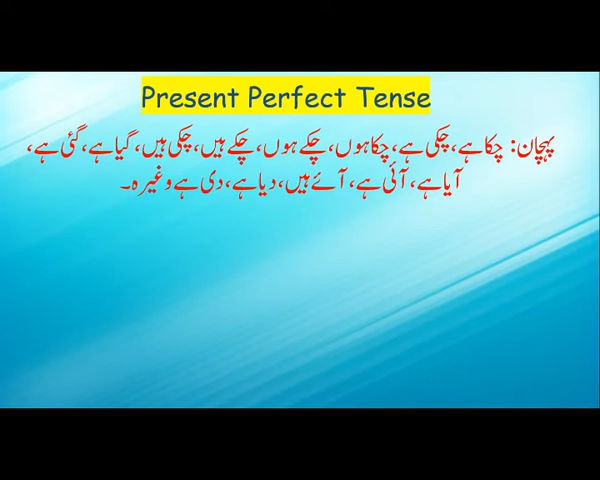 Present Perfect Tense
پہچان: چکا ہے، چکی ہے، چکا ہوں، چکے ہوں، چکے ہیں، چکی ہیں، گیا ہے، گئی ہے،
آیا ہے، آئی ہے، آئے ہیں، دیا ہے، دی ہے وغیرہ۔